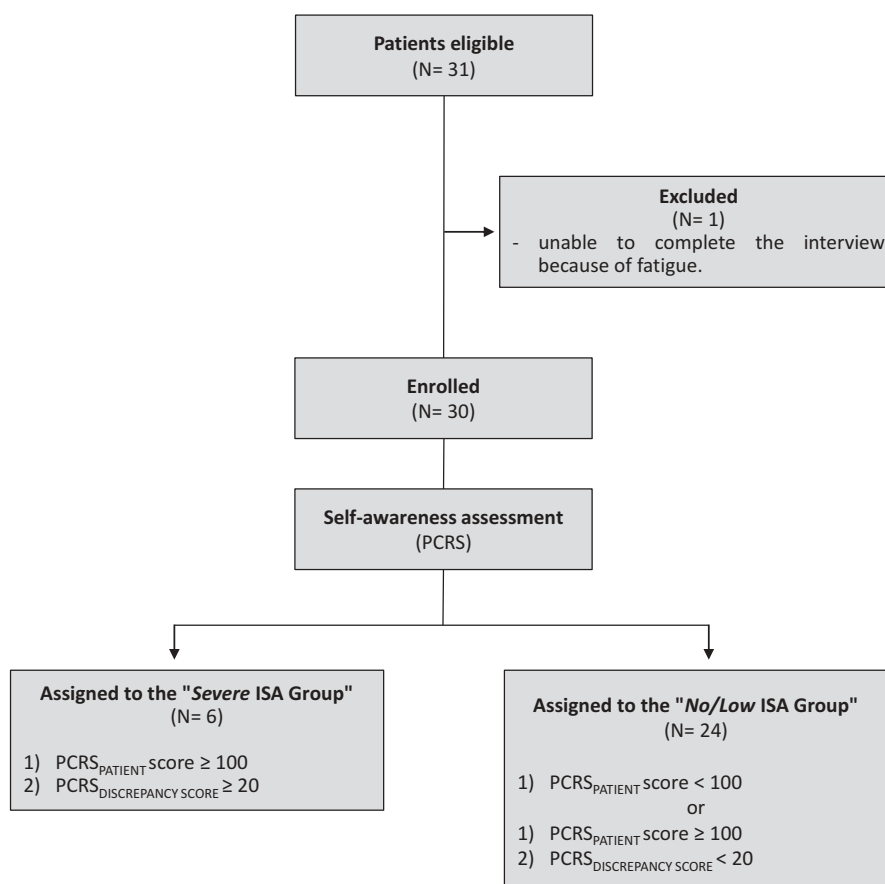 Patients eligible
(N= 31)
Excluded
(N= 1)
- unable to complete the interview
because of fatigue.
Enrolled
(N= 30)
Self-awareness assessment
(PCRS)
Assigned to the "Severe ISA Group"
(N= 6)
1) PCRSPATIENT score ≥ 100
2) PCRSDISCREPANCY SCORE ≥ 20
Assigned to the "No/Low ISA Group"
(N= 24)
1) PCRSPATIENT score < 100
or
1) PCRSPATIENT score ≥ 100
2) PCRSDISCREPANCY SCORE < 20